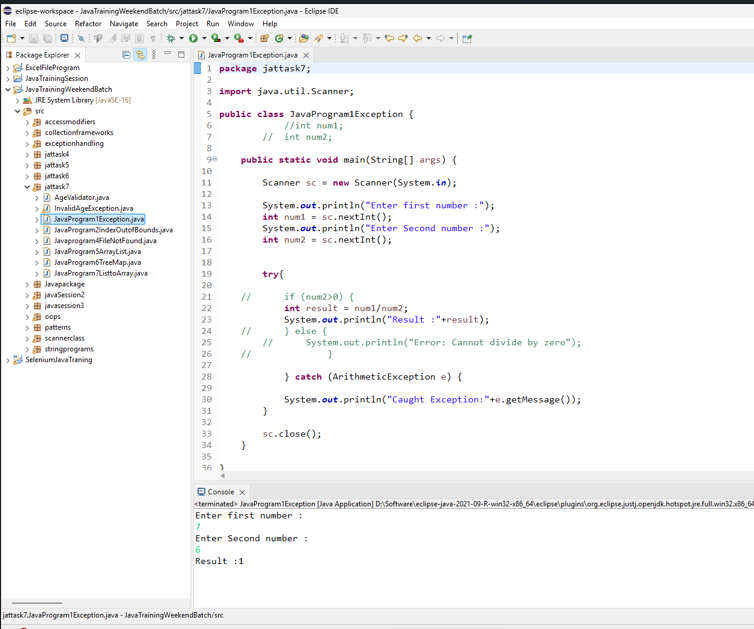 eclipse-workspace - JavaTrainingWeekendBatch/src/jattask7/JavaProgram1Exception.java - Eclipse IDE
File Edit Source Refactor Navigate Search Project Run Window Help
Package Explorer
ExcelFileProgram
JavaTrainingSession
JavaTrainingWeekendBatch
JRE System Library [JavaSE-16]
src
accessmodifiers
collectionframeworks
exceptionhandling
jattask4
jattask5
jattask6
jattask7
AgeValidator.java
InvalidAgeException.java
JavaProgram1Exception.java
JavaProgram2IndexOutofBounds.java
Javaprogram4FileNotFound.java
JavaProgram5ArrayList.java
JavaProgram6TreeMap.java
JavaProgram7ListtoArray.java
Javapackage
javaSession2
javasession3
oops
patterns
scannerclass
stringprograms
SeleniumJavaTraning
JavaProgram1Exception.java
1 package jattask7;
2
3 import java.util.Scanner;
4
5 public class JavaProgram1Exception {
6 //int num1;
7 // int num2;
8
9 public static void main(String[] args) {
10
11 Scanner sc = new Scanner(System.in);
12
13 System.out.println("Enter first number :");
14 int num1 = sc.nextInt();
15 System.out.println("Enter Second number :");
16 int num2 = sc.nextInt();
17
18
19 try{
20
21 // if (num2>0) {
22 int result = num1/num2;
23 System.out.println("Result :"+result);
24 // } else {
25 // System.out.println("Error: Cannot divide by zero");
26 // }
27
28 } catch (ArithmeticException e) {
29
30 System.out.println("Caught Exception:"+e.getMessage());
31 }
32
33 sc.close();
34 }
35
36 }
Console
<terminated> JavaProgram1Exception [Java Application] D:\Software\eclipse-java-2021-09-R-win32-x86_64\eclipse\plugins\org.eclipse.justj.openjdk.hotspot.jre.full.win32.x86_64
Enter first number :
7
Enter Second number :
6
Result :1
jattask7.JavaProgram1Exception.java - JavaTrainingWeekendBatch/src